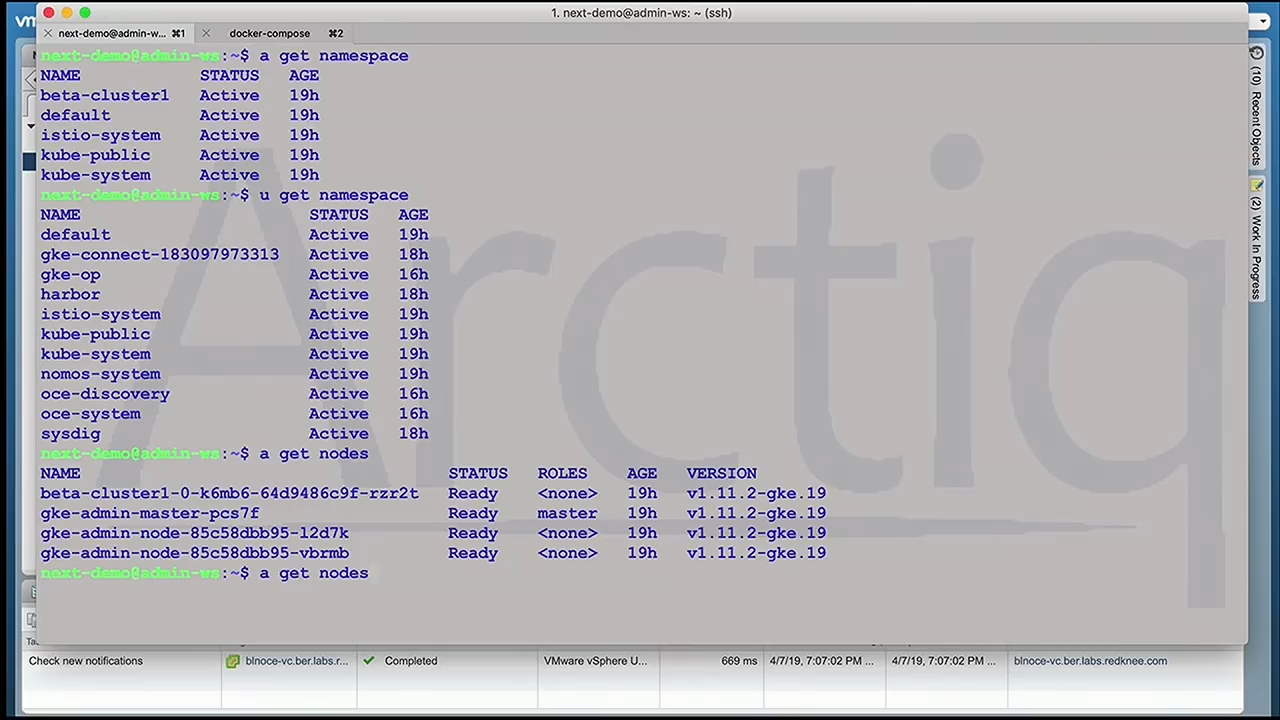 1. next-demo@admin-ws: ~ (ssh)
next-demo@admin-w... ⌘1
docker-compose ⌘2
next-demo@admin-ws:~$ a get namespace
NAME STATUS AGE
beta-cluster1 Active 19h
default Active 19h
istio-system Active 19h
kube-public Active 19h
kube-system Active 19h
next-demo@admin-ws:~$ u get namespace
NAME STATUS AGE
default Active 19h
gke-connect-183097973313 Active 18h
gke-op Active 16h
harbor Active 18h
istio-system Active 19h
kube-public Active 19h
kube-system Active 19h
nomos-system Active 19h
oce-discovery Active 16h
oce-system Active 16h
sysdig Active 18h
next-demo@admin-ws:~$ a get nodes
NAME STATUS ROLES AGE VERSION
beta-cluster1-0-k6mb6-64d9486c9f-rzr2t Ready <none> 19h v1.11.2-gke.19
gke-admin-master-pcs7f Ready master 19h v1.11.2-gke.19
gke-admin-node-85c58dbb95-l2d7k Ready <none> 19h v1.11.2-gke.19
gke-admin-node-85c58dbb95-vbrmb Ready <none> 19h v1.11.2-gke.19
next-demo@admin-ws:~$ a get nodes
Arctiq
vm
(10) Recent Objects
(2) Work In Progress
Check new notifications blnoce-vc.ber.labs.r... Completed VMware vSphere U... 669 ms 4/7/19, 7:07:02 PM ... 4/7/19, 7:07:02 PM ... blnoce-vc.ber.labs.redknee.com